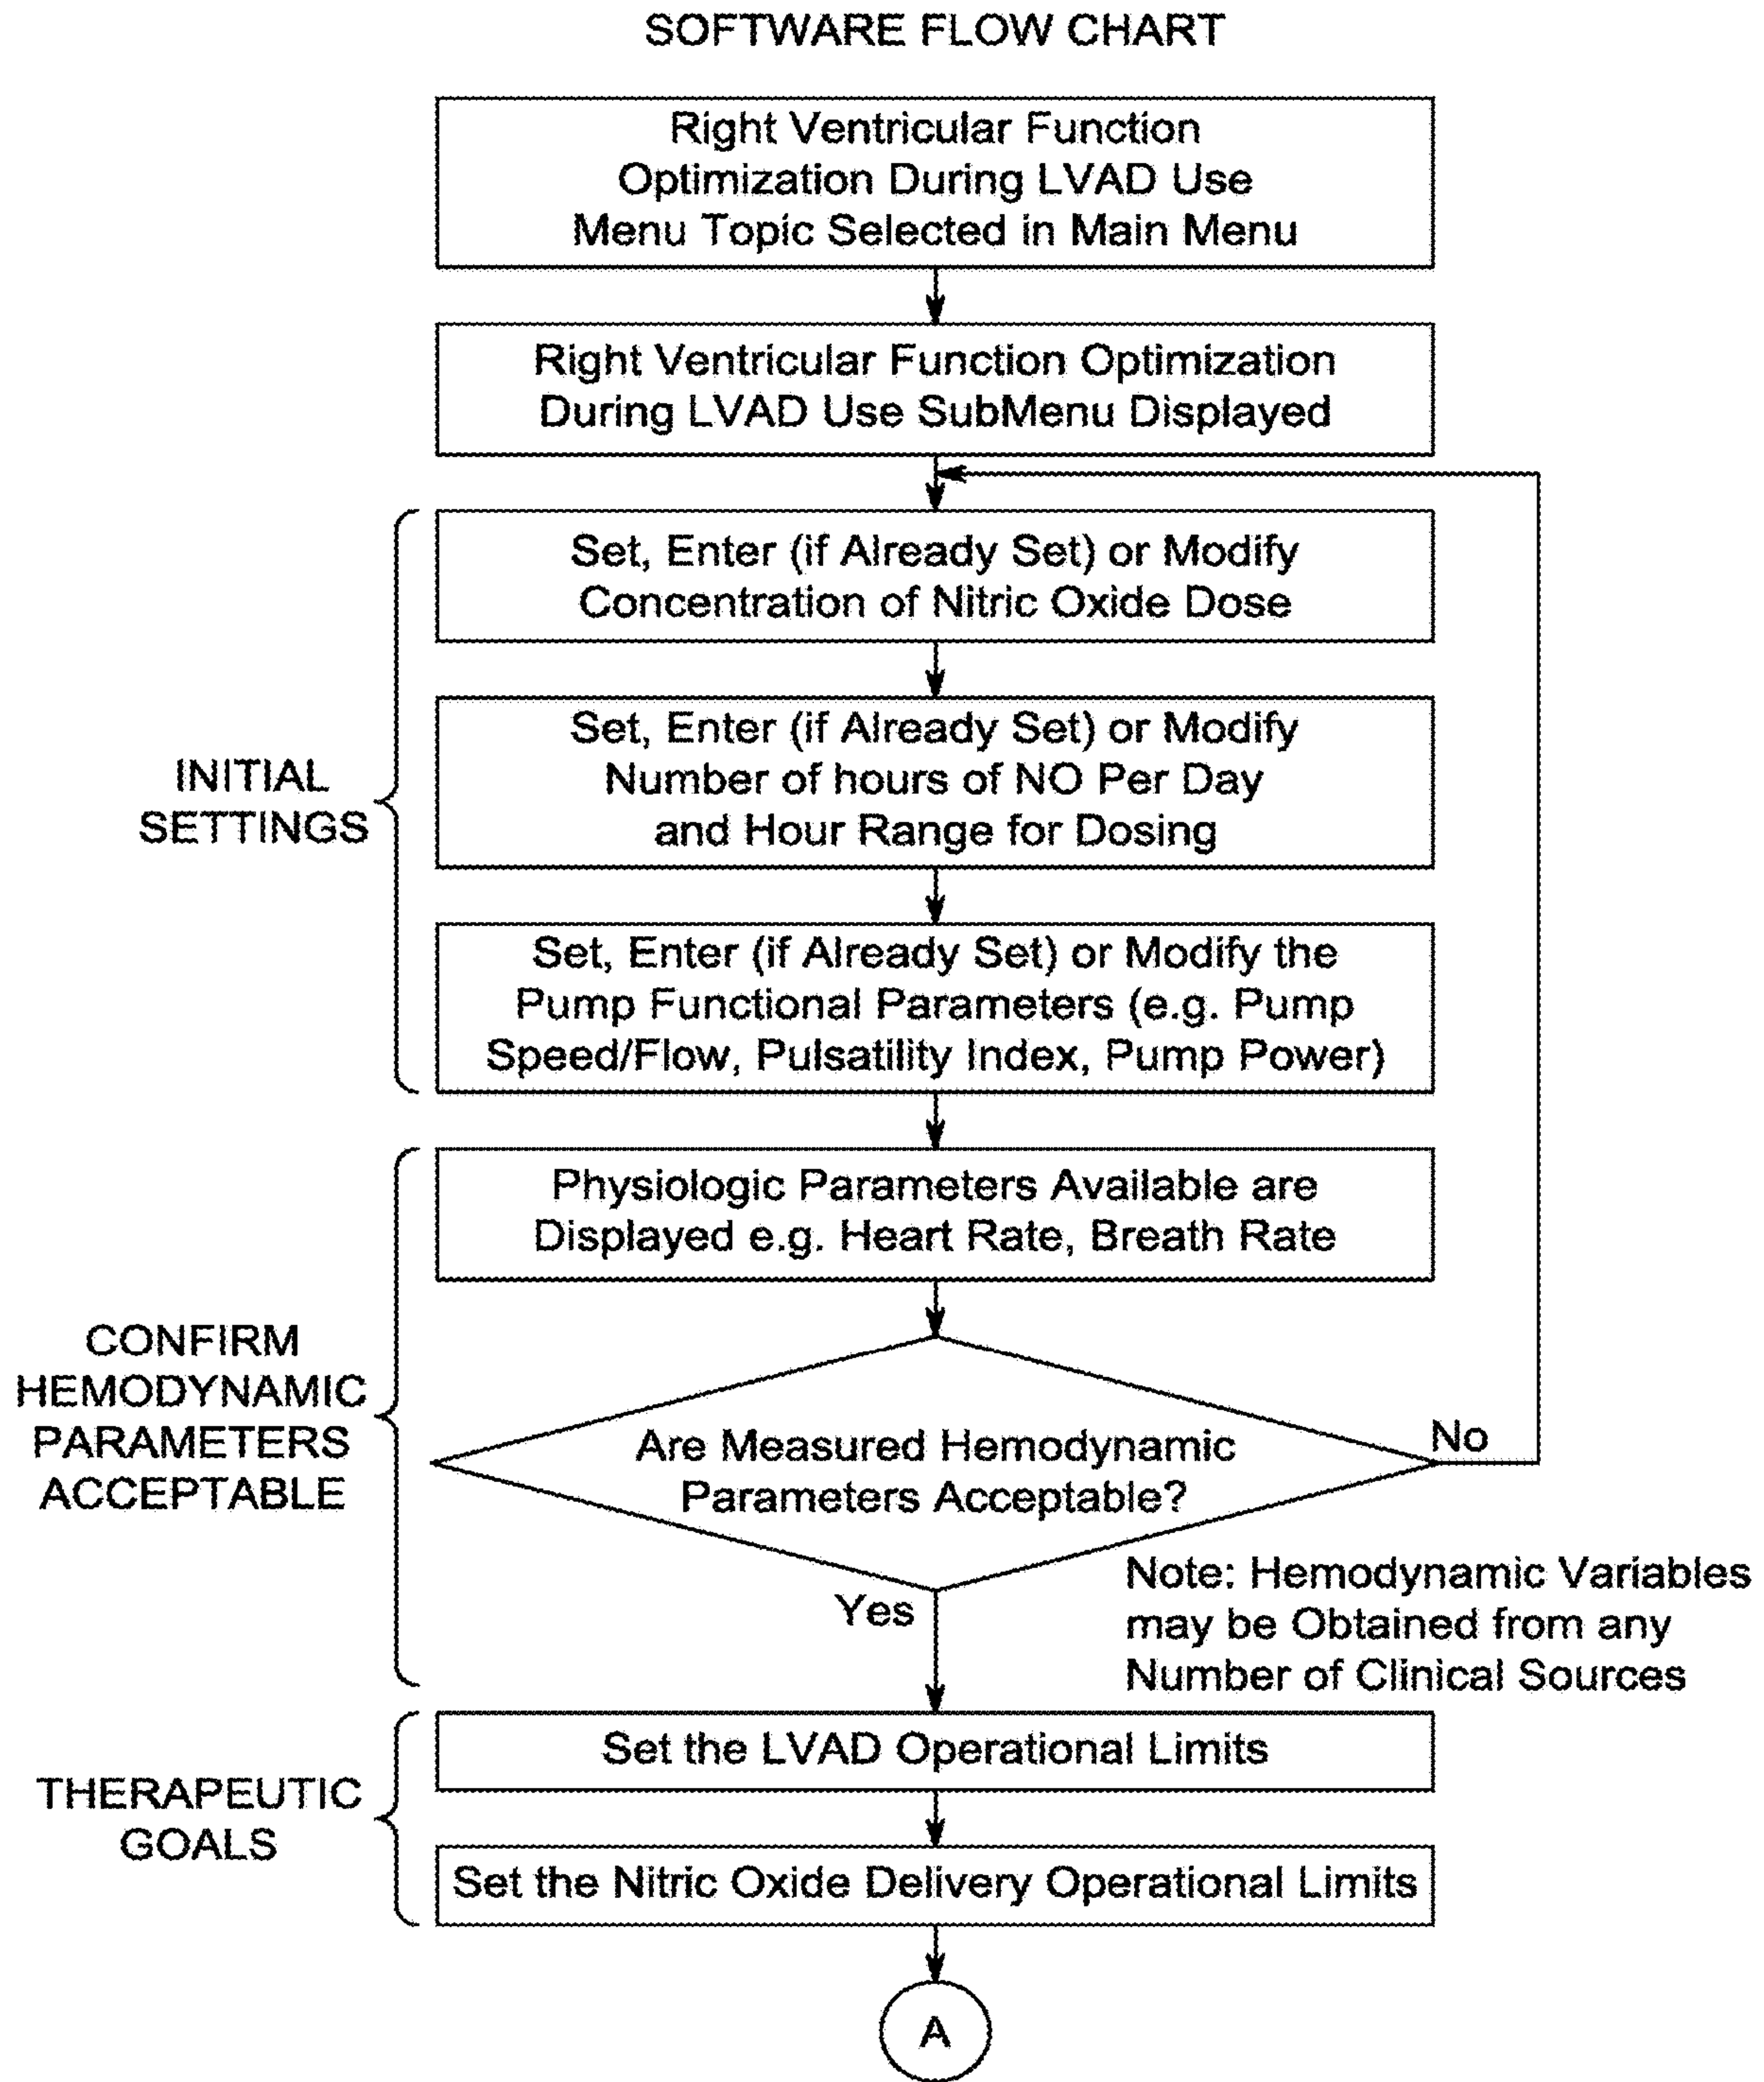 SOFTWARE FLOW CHART
Right Ventricular Function
Optimization During LVAD Use
Menu Topic Selected in Main Menu
Right Ventricular Function Optimization
During LVAD Use SubMenu Displayed
INITIAL
SETTINGS
Set, Enter (if Already Set) or Modify
Concentration of Nitric Oxide Dose
Set, Enter (if Already Set) or Modify
Number of hours of NO Per Day
and Hour Range for Dosing
Set, Enter (if Already Set) or Modify the
Pump Functional Parameters (e.g. Pump
Speed/Flow, Pulsatility Index, Pump Power)
CONFIRM
HEMODYNAMIC
PARAMETERS
ACCEPTABLE
Physiologic Parameters Available are
Displayed e.g. Heart Rate, Breath Rate
Are Measured Hemodynamic
Parameters Acceptable?
No
Yes
Note: Hemodynamic Variables
may be Obtained from any
Number of Clinical Sources
THERAPEUTIC
GOALS
Set the LVAD Operational Limits
Set the Nitric Oxide Delivery Operational Limits
A